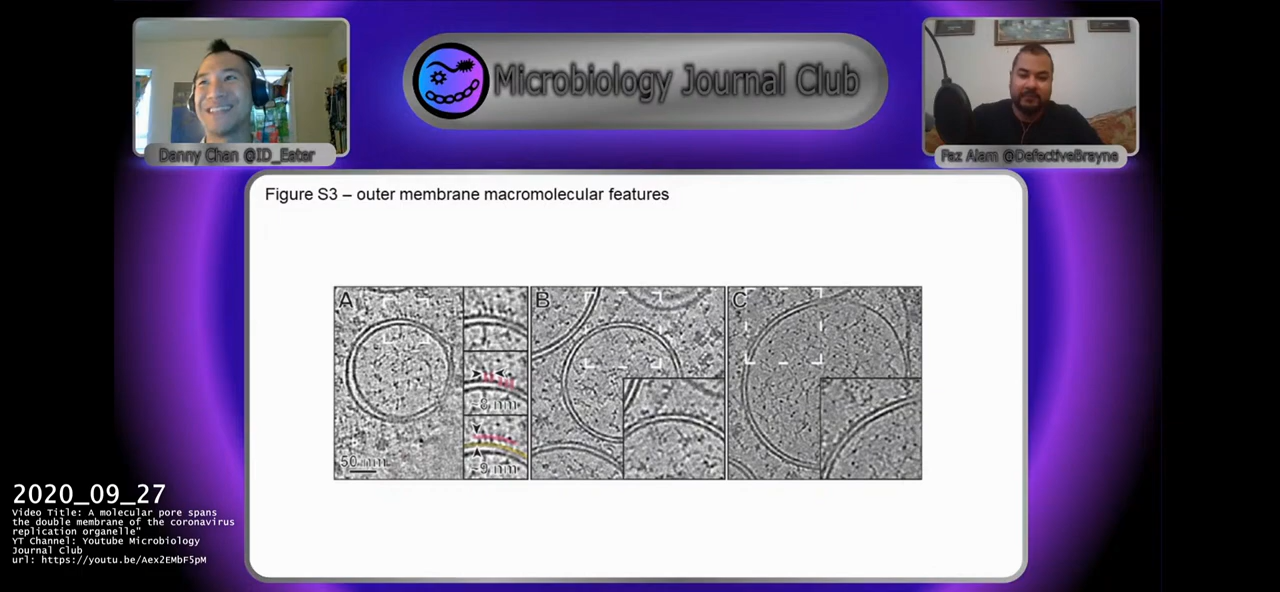 Microbiology Journal Club
Danny Chan @ID_Eater
Faz Alam @DefectiveBrayne
Figure S3 – outer membrane macromolecular features
A
B
C
~8 nm
~9 nm
50 nm
2020_09_27
Video Title: A molecular pore spans
the double membrane of the coronavirus
replication organelle"
YT Channel: Youtube Microbiology
Journal Club
url: https://youtu.be/Aex2EMbF5pM